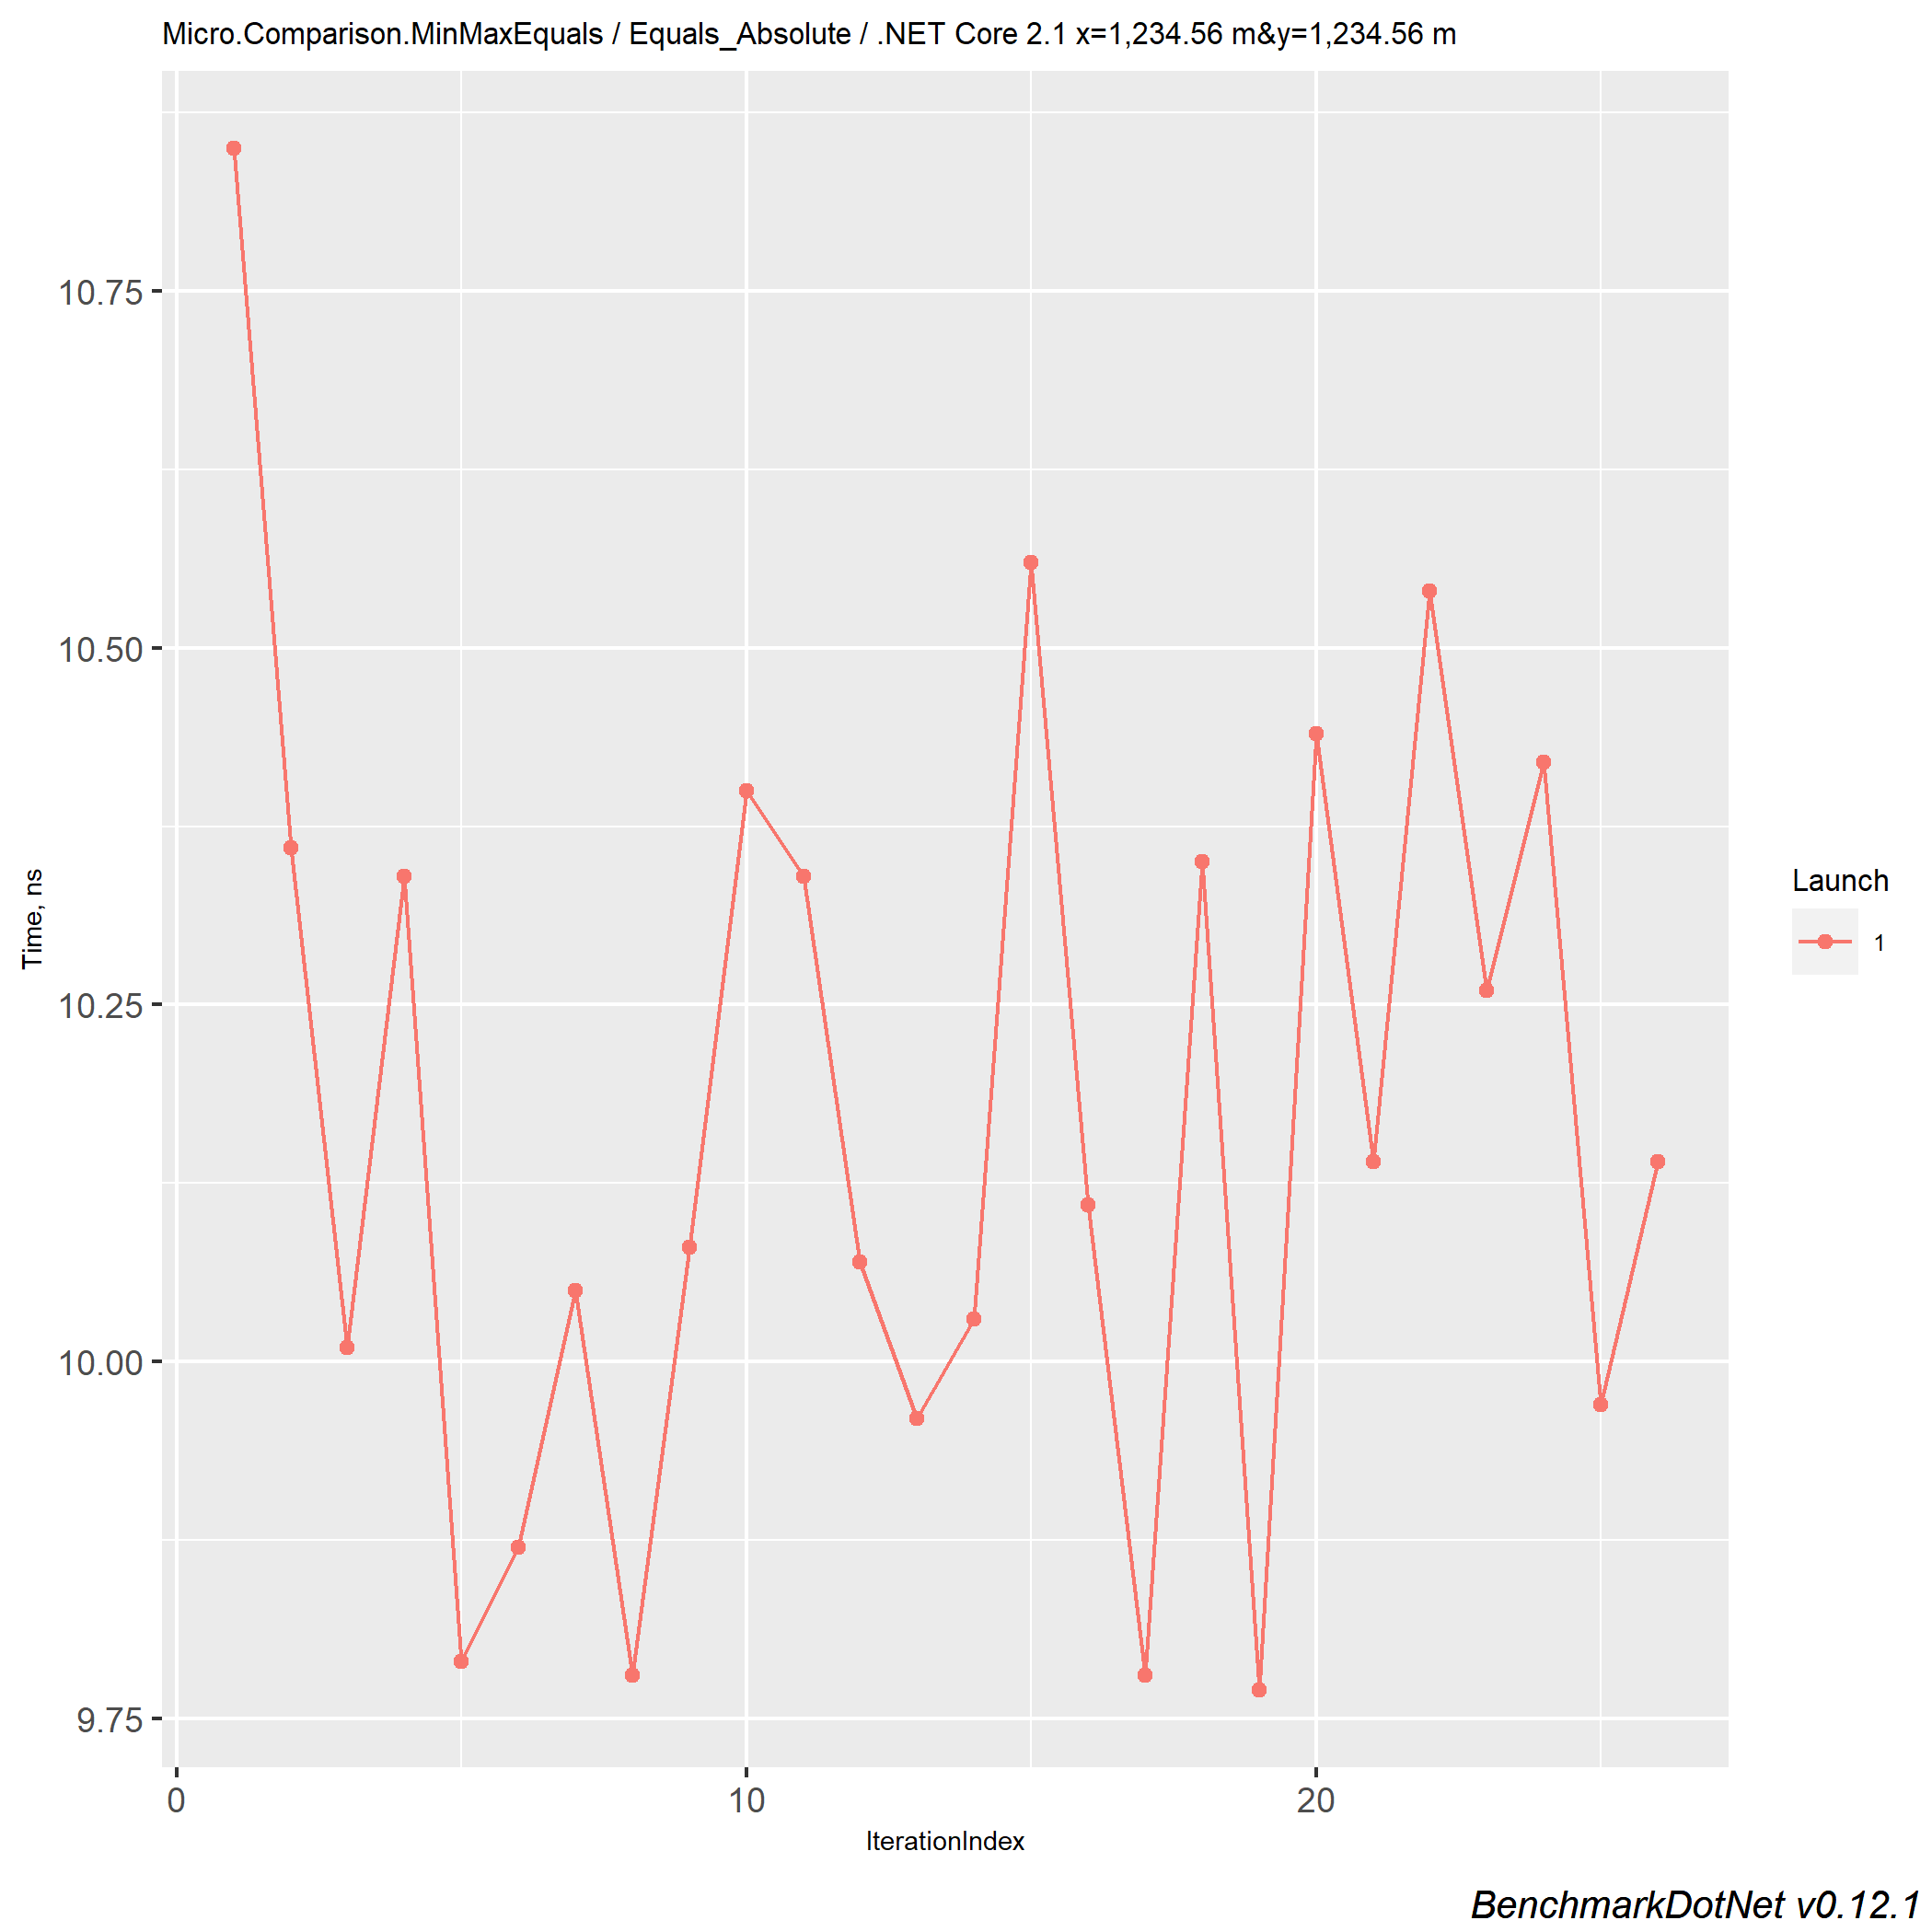 Micro.Comparison.MinMaxEquals / Equals_Absolute / .NET Core 2.1 x=1,234.56 m&y=1,234.56 m
10.75
10.50
10.25
10.00
9.75
Time, ns
0 10 20
IterationIndex
Launch
1
BenchmarkDotNet v0.12.1